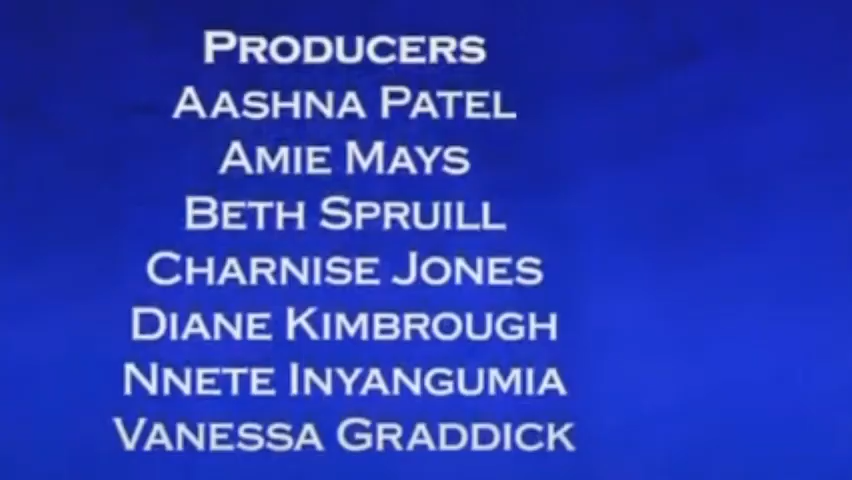 PRODUCERS
AASHNA PATEL
AMIE MAYS
BETH SPRUILL
CHARNISE JONES
DIANE KIMBROUGH
NNETE INYANGUMIA
VANESSA GRADDICK